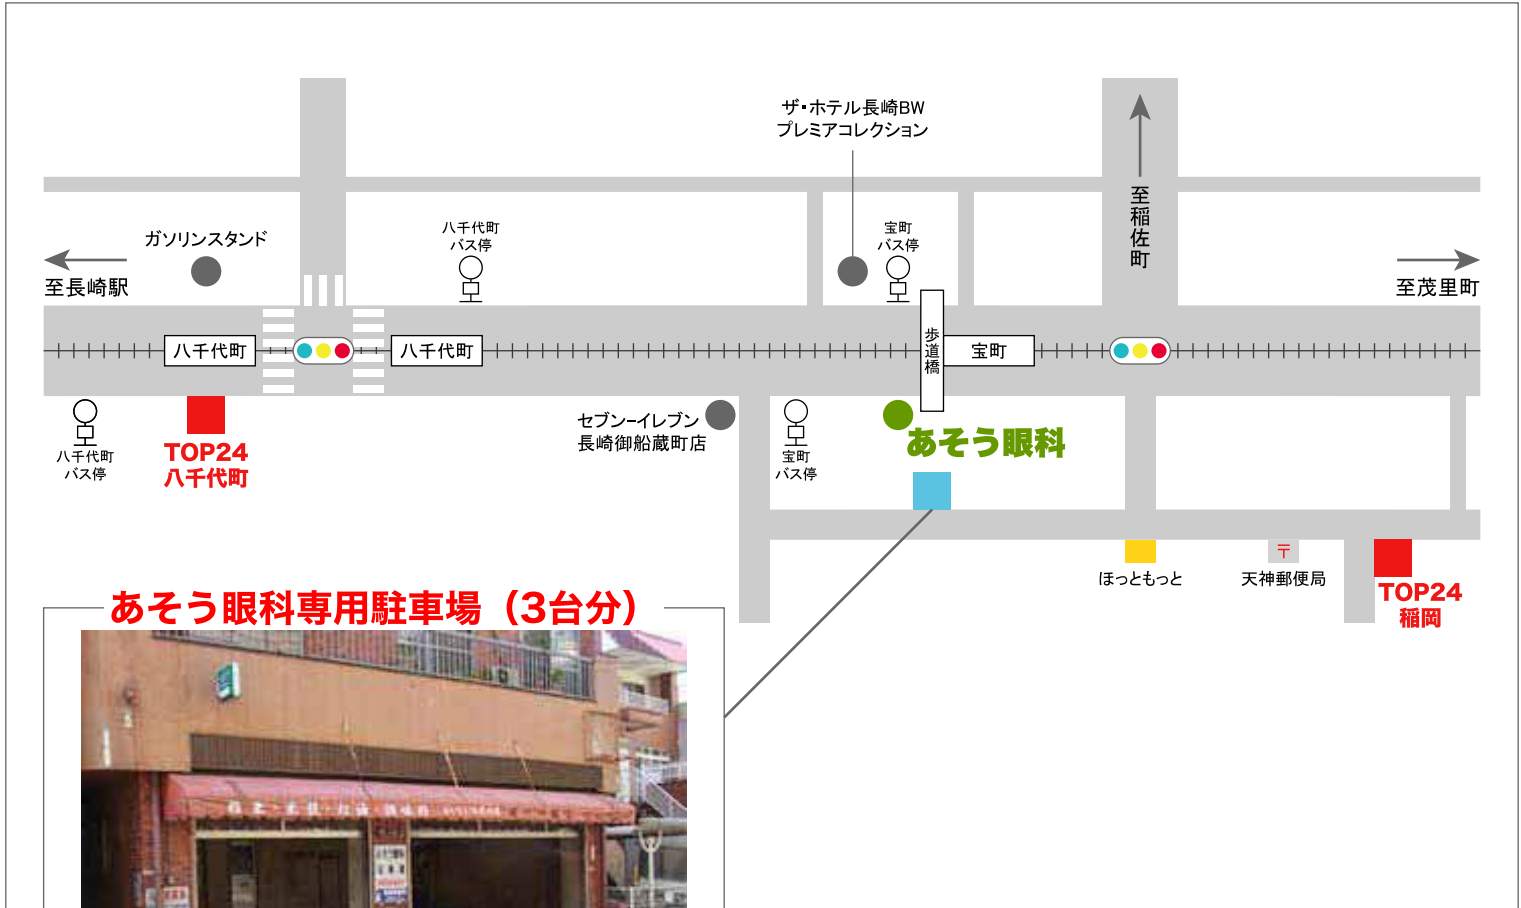 ザ・ホテル長崎BW
プレミアコレクション
至稲佐町
ガソリンスタンド
八千代町
バス停
宝町
バス停
至長崎駅
至茂里町
八千代町
八千代町
歩道橋
宝町
セブン-イレブン
長崎御船蔵町店
あそう眼科
八千代町
バス停
TOP24
八千代町
宝町
バス停
〒
ほっともっと
天神郵便局
TOP24
稲岡
あそう眼科専用駐車場（3台分）